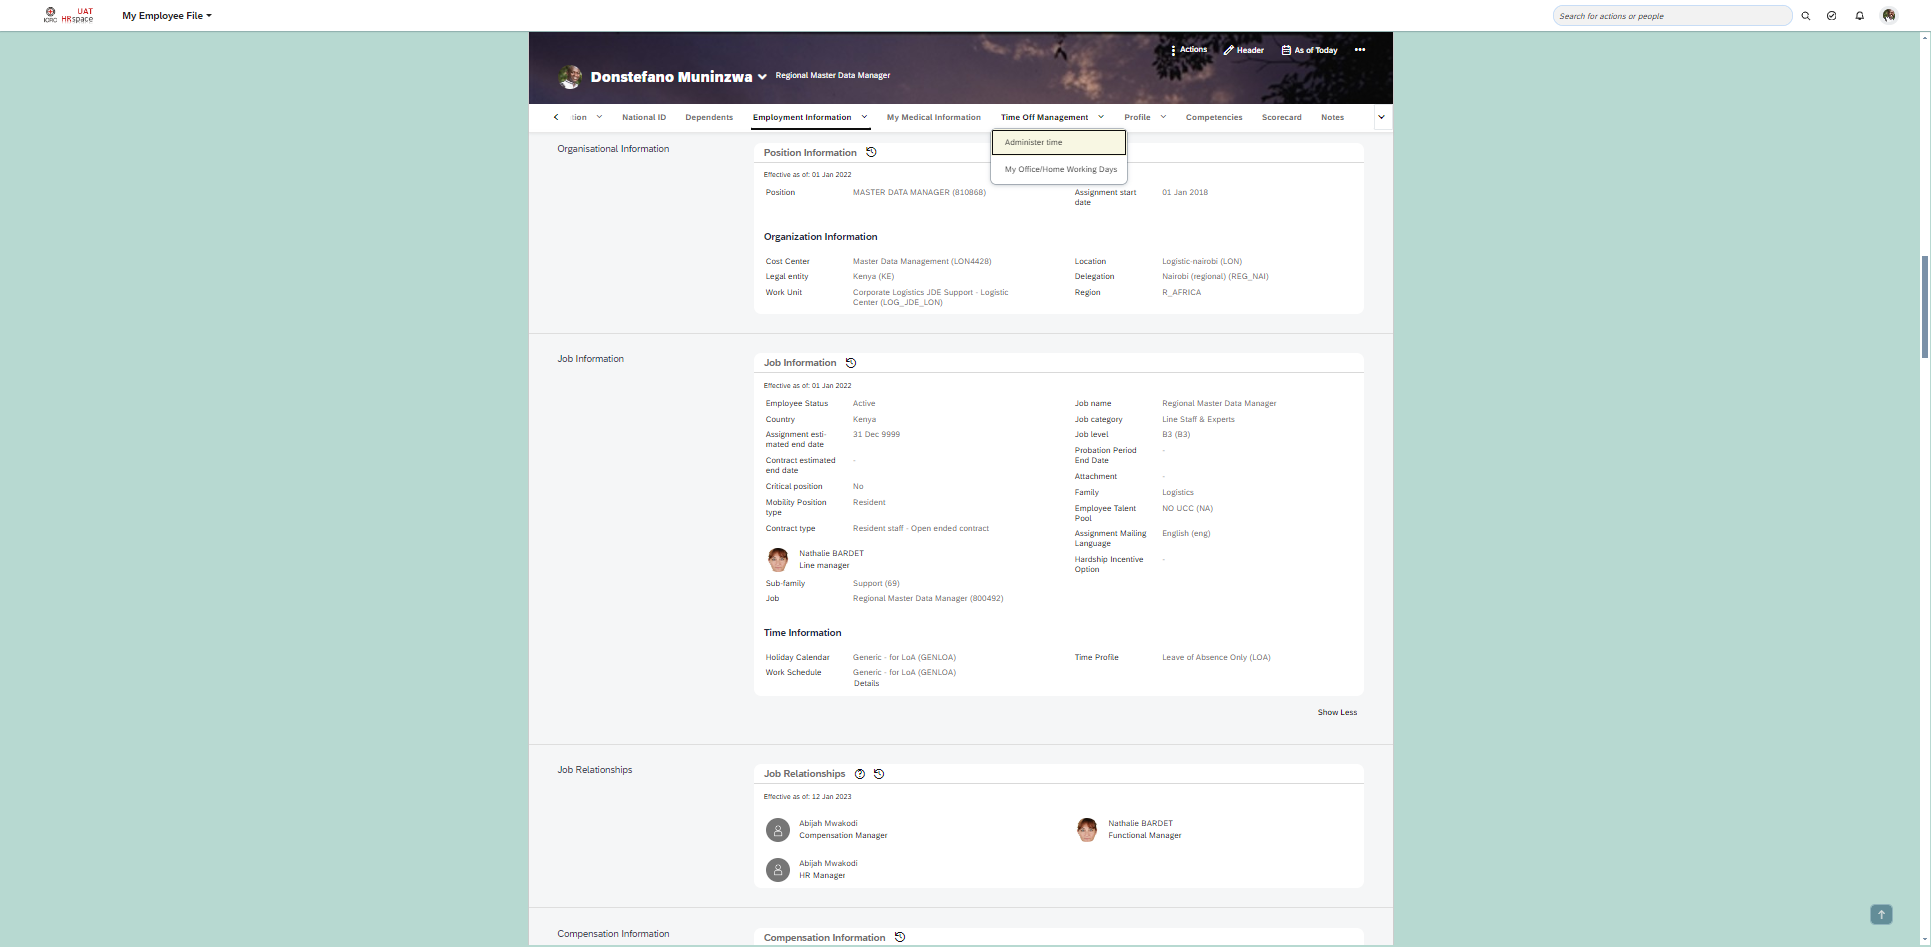 ICRC
UAT
HRspace
My Employee File
Search for actions or people
Actions
Header
As of Today
Donstefano Muninzwa
Regional Master Data Manager
tion
National ID
Dependents
Employment Information
My Medical Information
Time Off Management
Profile
Competencies
Scorecard
Notes
Administer time
My Office/Home Working Days
Organisational Information
Position Information
Effective as of: 01 Jan 2022
Position
MASTER DATA MANAGER (810868)
Assignment start
date
01 Jan 2018
Organization Information
Cost Center
Master Data Management (LON4428)
Location
Logistic-nairobi (LON)
Legal entity
Kenya (KE)
Delegation
Nairobi (regional) (REG_NAI)
Work Unit
Corporate Logistics JDE Support - Logistic
Center (LOG_JDE_LON)
Region
R_AFRICA
Job Information
Job Information
Effective as of: 01 Jan 2022
Employee Status
Active
Country
Kenya
Assignment esti-
mated end date
31 Dec 9999
Contract estimated
end date
-
Critical position
No
Mobility Position
type
Resident
Contract type
Resident staff - Open ended contract
Nathalie BARDET
Line manager
Sub-family
Support (69)
Job
Regional Master Data Manager (800492)
Job name
Regional Master Data Manager
Job category
Line Staff & Experts
Job level
B3 (B3)
Probation Period
End Date
-
Attachment
-
Family
Logistics
Employee Talent
Pool
NO UCC (NA)
Assignment Mailing
Language
English (eng)
Hardship Incentive
Option
-
Time Information
Holiday Calendar
Generic - for LoA (GENLOA)
Time Profile
Leave of Absence Only (LOA)
Work Schedule
Generic - for LoA (GENLOA)
Details
Show Less
Job Relationships
Job Relationships
Effective as of: 12 Jan 2023
Abijah Mwakodi
Compensation Manager
Nathalie BARDET
Functional Manager
Abijah Mwakodi
HR Manager
Compensation Information
Compensation Information